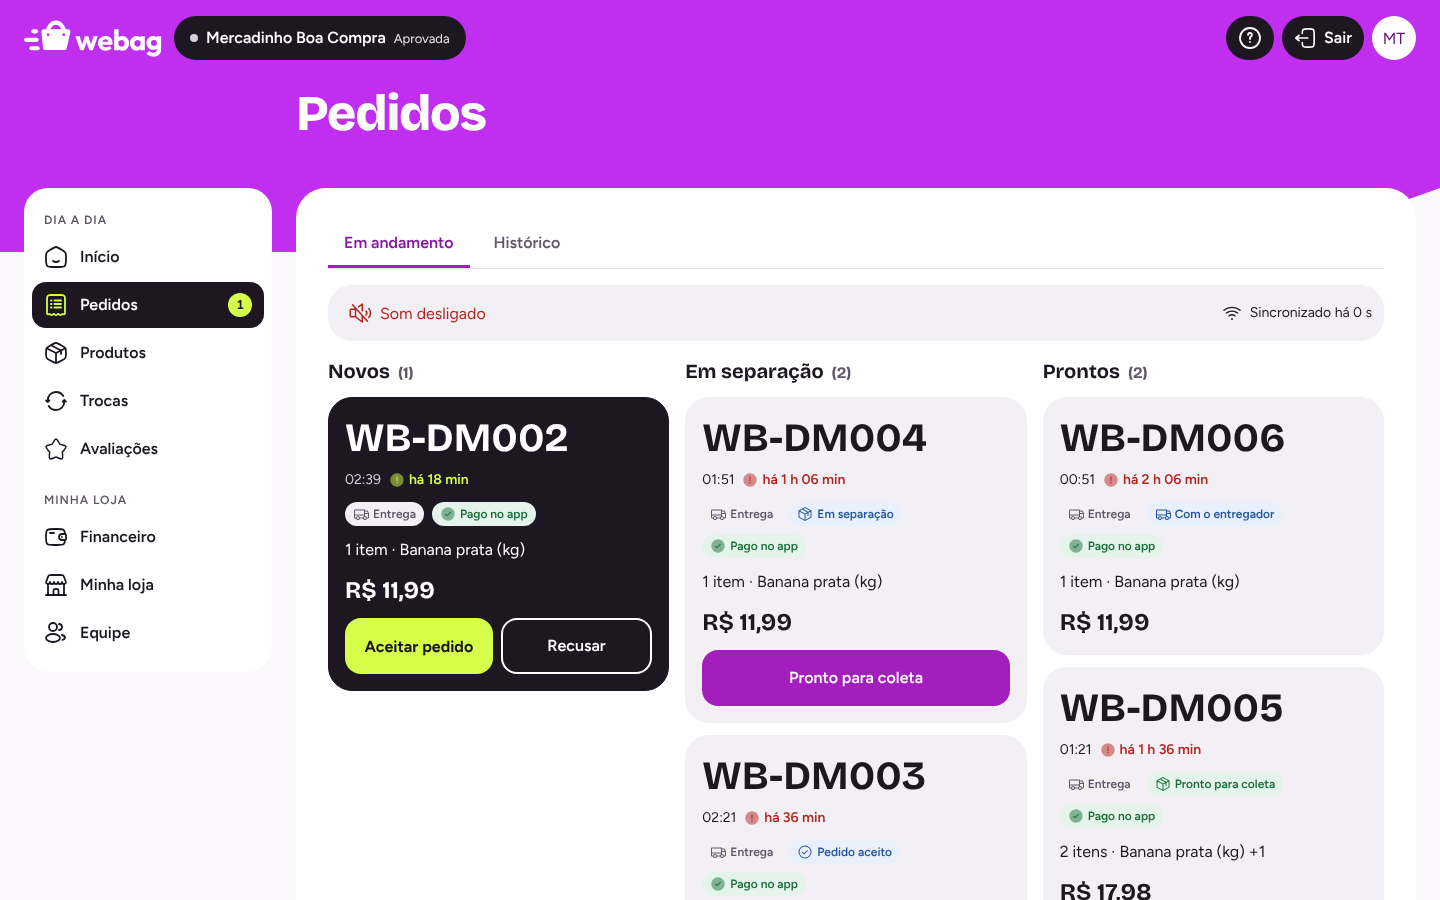 webag
Mercadinho Boa Compra Aprovada
Sair
MT
Pedidos
DIA A DIA
Início
Pedidos 1
Produtos
Trocas
Avaliações
MINHA LOJA
Financeiro
Minha loja
Equipe
Em andamento
Histórico
Som desligado
Sincronizado há 0 s
Novos (1)
WB-DM002
02:39 há 18 min
Entrega Pago no app
1 item · Banana prata (kg)
R$ 11,99
Aceitar pedido
Recusar
Em separação (2)
WB-DM004
01:51 há 1 h 06 min
Entrega Em separação
Pago no app
1 item · Banana prata (kg)
R$ 11,99
Pronto para coleta
WB-DM003
02:21 há 36 min
Entrega Pedido aceito
Pago no app
Prontos (2)
WB-DM006
00:51 há 2 h 06 min
Entrega Com o entregador
Pago no app
1 item · Banana prata (kg)
R$ 11,99
WB-DM005
01:21 há 1 h 36 min
Entrega Pronto para coleta
Pago no app
2 itens · Banana prata (kg) +1
R$ 17,98